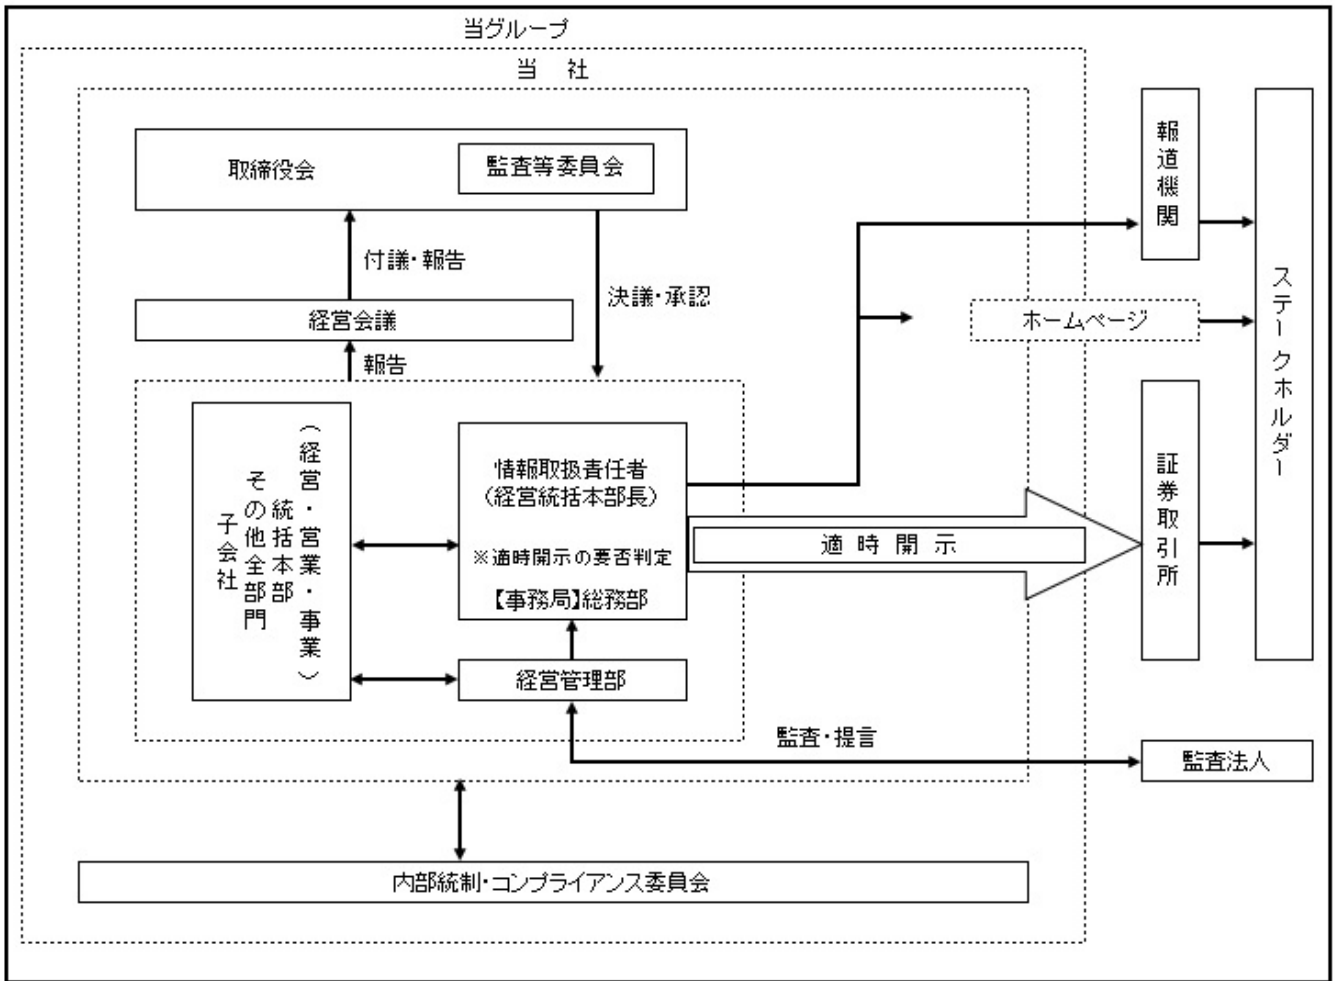 当グループ
当 社
取締役会
監査等委員会
付議・報告
決議・承認
経営会議
報告
（経営・営業・事業）
統括本部
その他全部門
子会社
情報取扱責任者
（経営統括本部長）
※適時開示の要否判定
【事務局】総務部
経営管理部
適時開示
監査・提言
内部統制・コンプライアンス委員会
報道機関
ホームページ
証券取引所
監査法人
ステークホルダー